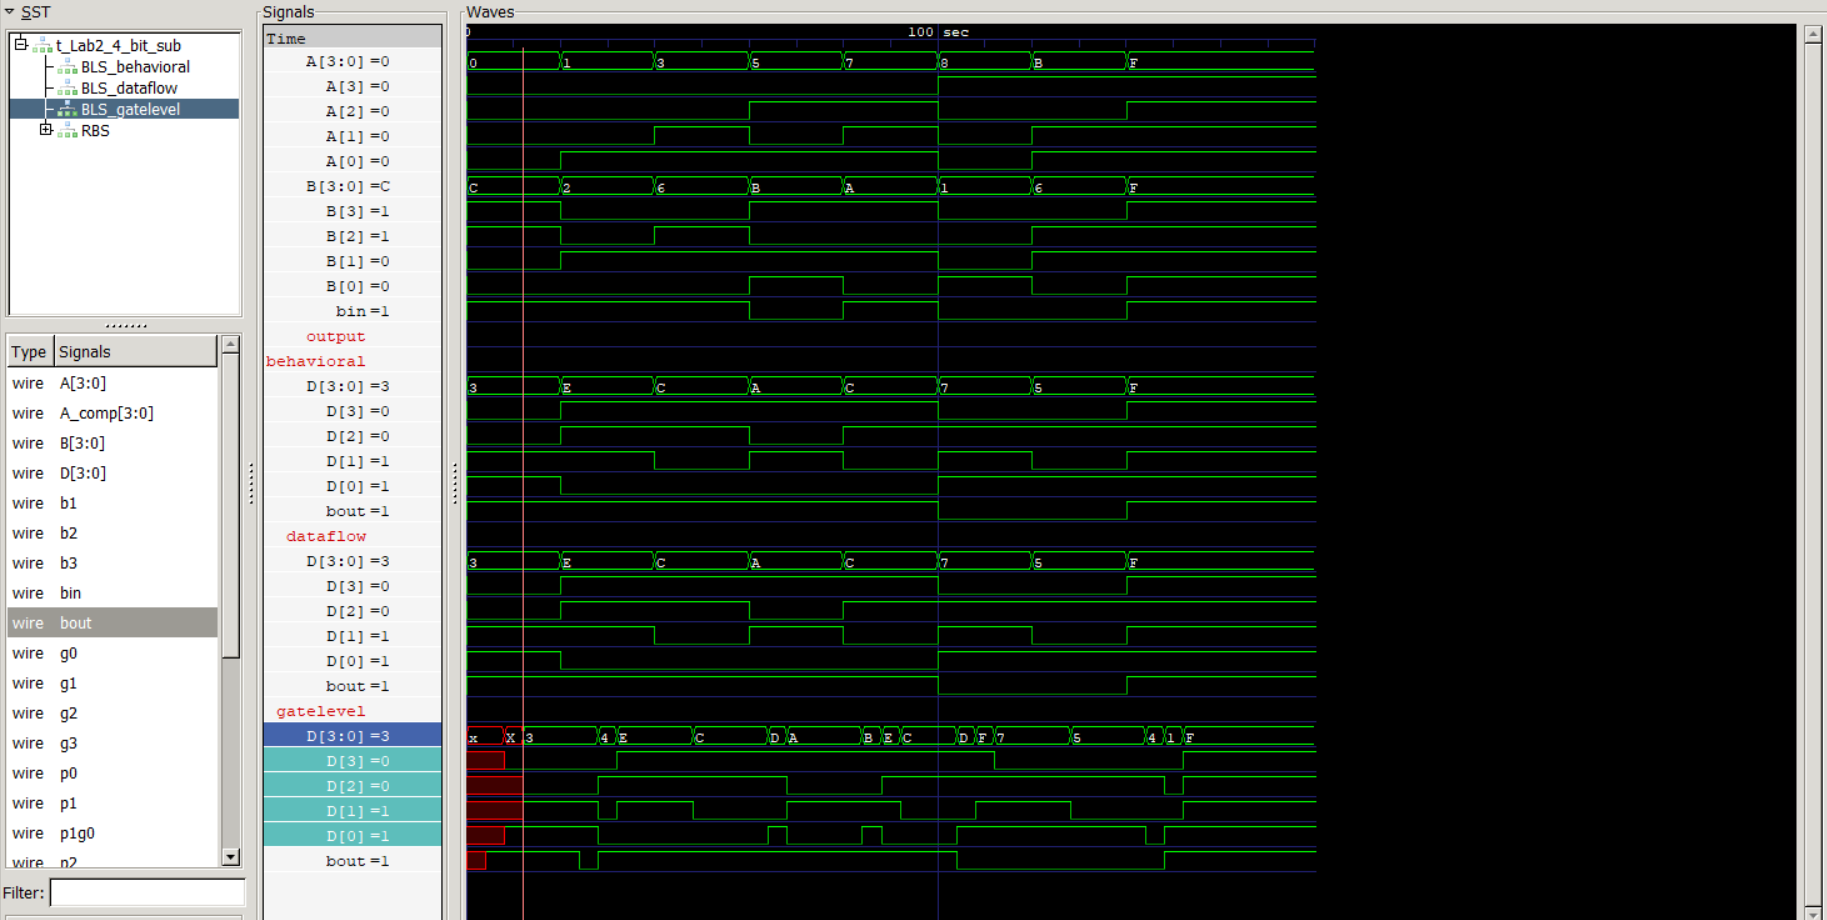 SST
t_Lab2_4_bit_sub
BLS_behavioral
BLS_dataflow
BLS_gatelevel
RBS
Type Signals
wire A[3:0]
wire A_comp[3:0]
wire B[3:0]
wire D[3:0]
wire b1
wire b2
wire b3
wire bin
wire bout
wire g0
wire g1
wire g2
wire g3
wire p0
wire p1
wire p1g0
wire p2
Filter:
Signals
Time
A[3:0] =0
A[3] =0
A[2] =0
A[1] =0
A[0] =0
B[3:0] =C
B[3] =1
B[2] =1
B[1] =0
B[0] =0
bin =1
output
behavioral
D[3:0] =3
D[3] =0
D[2] =0
D[1] =1
D[0] =1
bout =1
dataflow
D[3:0] =3
D[3] =0
D[2] =0
D[1] =1
D[0] =1
bout =1
gatelevel
D[3:0] =3
D[3] =0
D[2] =0
D[1] =1
D[0] =1
bout =1
Waves
0 100 sec
0 1 3 5 7 8 B F
C 2 6 B A 1 6 F
3 E C A C 7 5 F
3 E C A C 7 5 F
x X 3 4 E C D A B E C D F 7 5 4 1 F